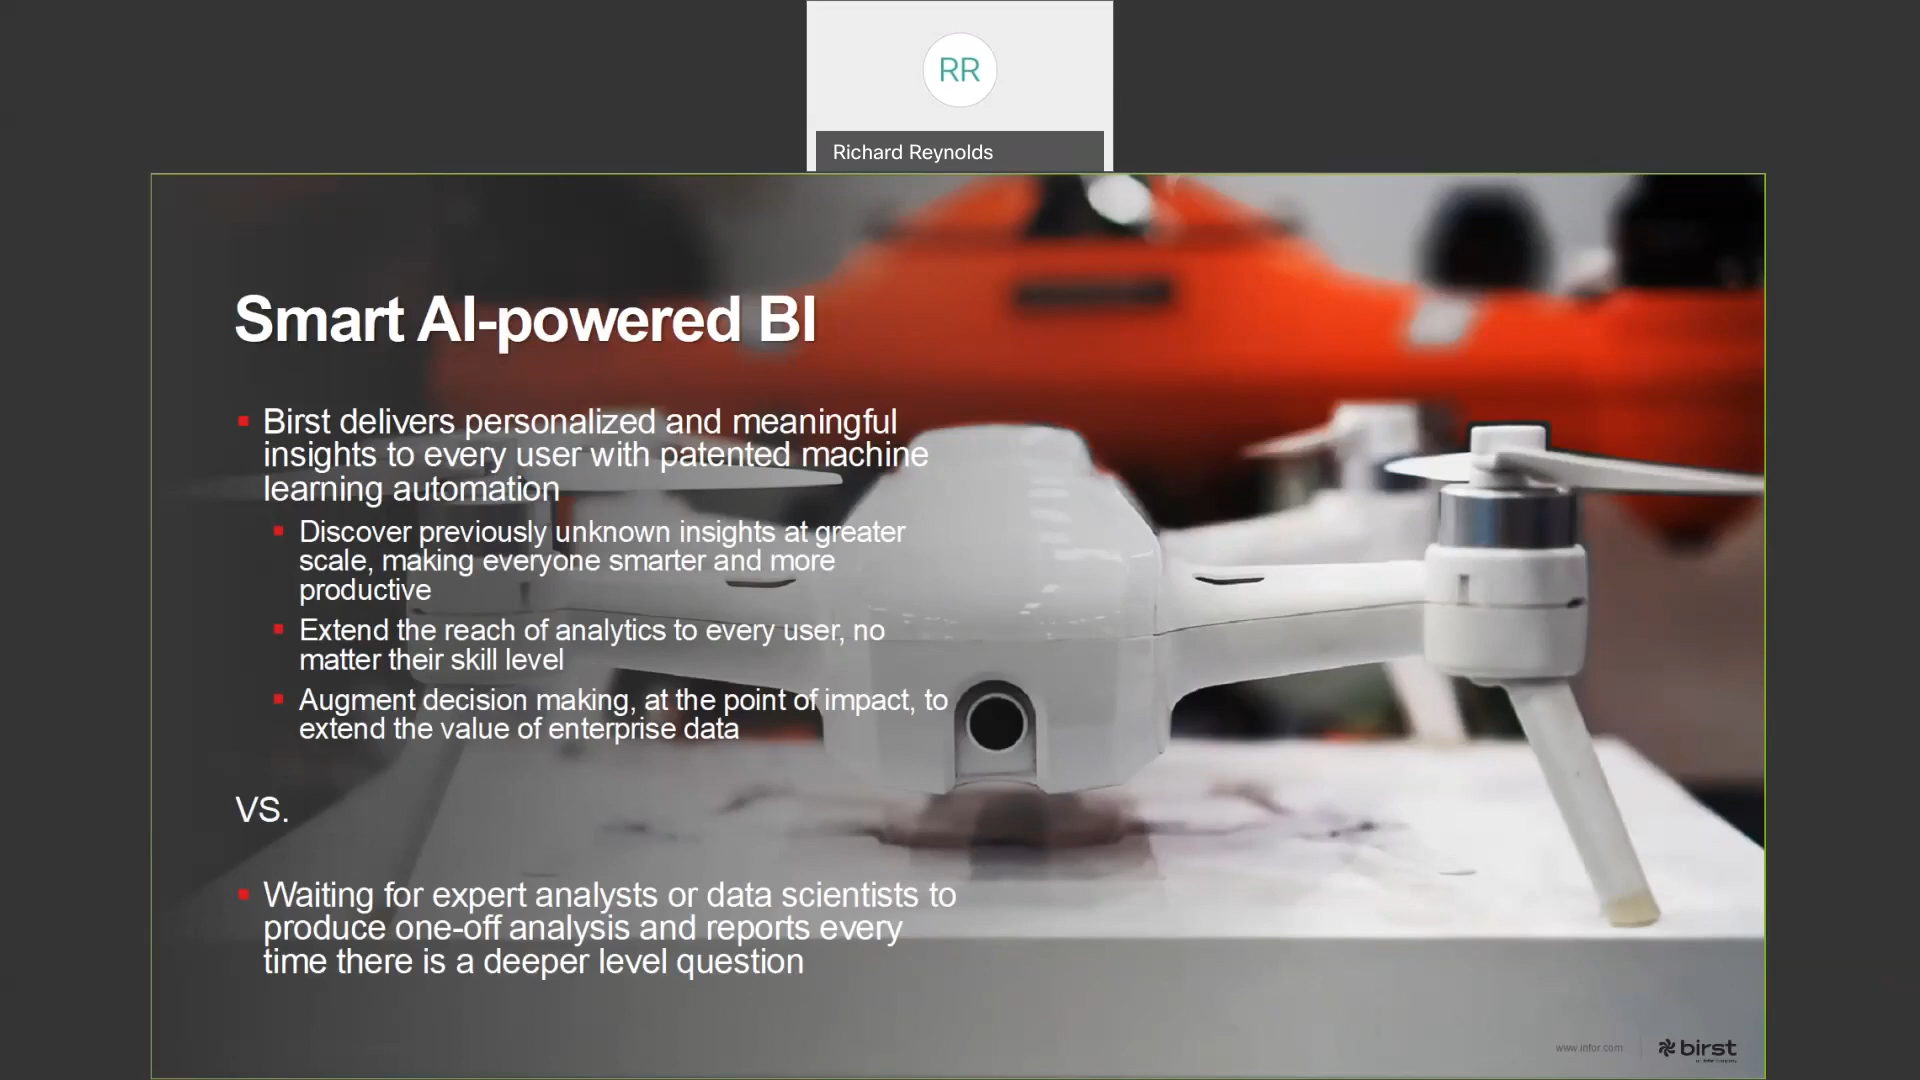 RR
Richard Reynolds
Smart AI-powered BI
▪ Birst delivers personalized and meaningful
insights to every user with patented machine
learning automation
▪ Discover previously unknown insights at greater
scale, making everyone smarter and more
productive
▪ Extend the reach of analytics to every user, no
matter their skill level
▪ Augment decision making, at the point of impact, to
extend the value of enterprise data
VS.
▪ Waiting for expert analysts or data scientists to
produce one-off analysis and reports every
time there is a deeper level question
www.infor.com
birst